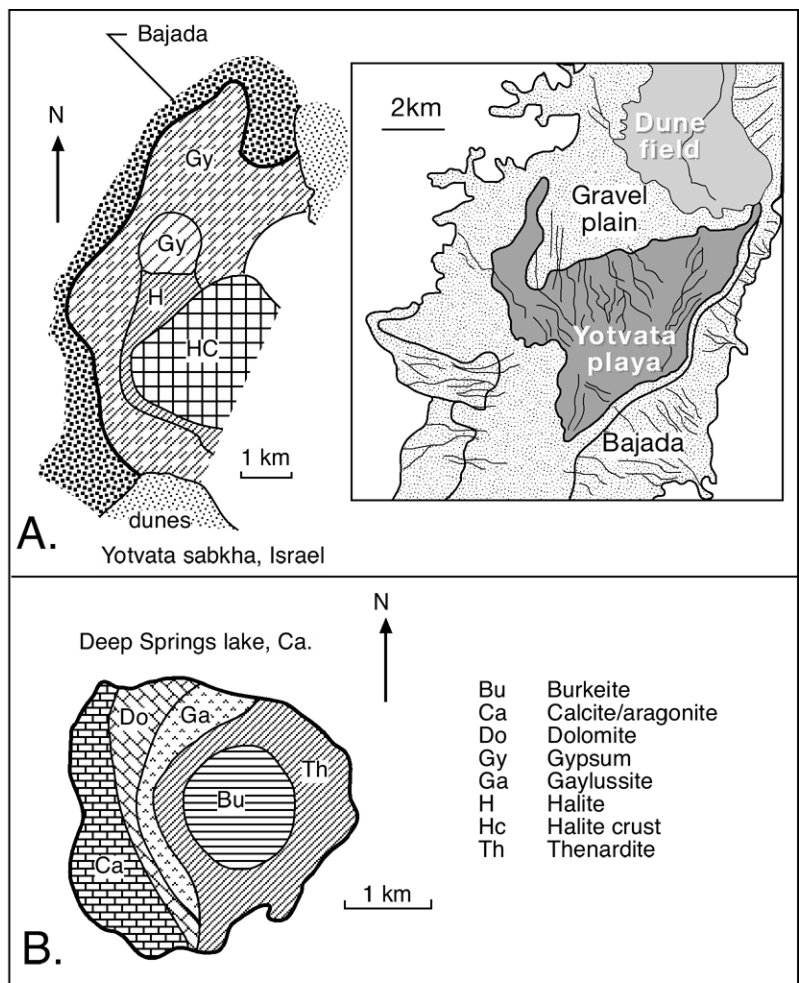 Bajada
N
Gy
Gy
H
HC
1 km
dunes
A.
Yotvata sabkha, Israel
2km
Dune
field
Gravel
plain
Yotvata
playa
Bajada
Deep Springs lake, Ca.
N
Do
Ga
Th
Bu
Ca
1 km
B.
Bu Burkeite
Ca Calcite/aragonite
Do Dolomite
Gy Gypsum
Ga Gaylussite
H Halite
Hc Halite crust
Th Thenardite